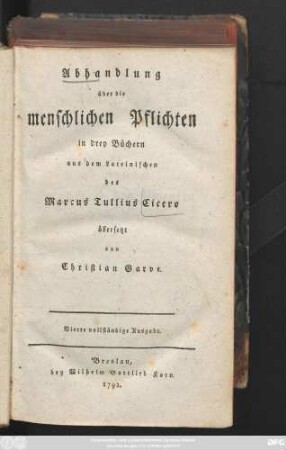 Abhandlung
über die
menschlichen Pflichten
in drey Büchern
aus dem Lateinischen
des
Marcus Tullius Cicero
übersetzt
von
Christian Garve.
Vierte vollständige Ausgabe.
Breslau,
bey Wilhelm Gottlieb Korn.
1792.